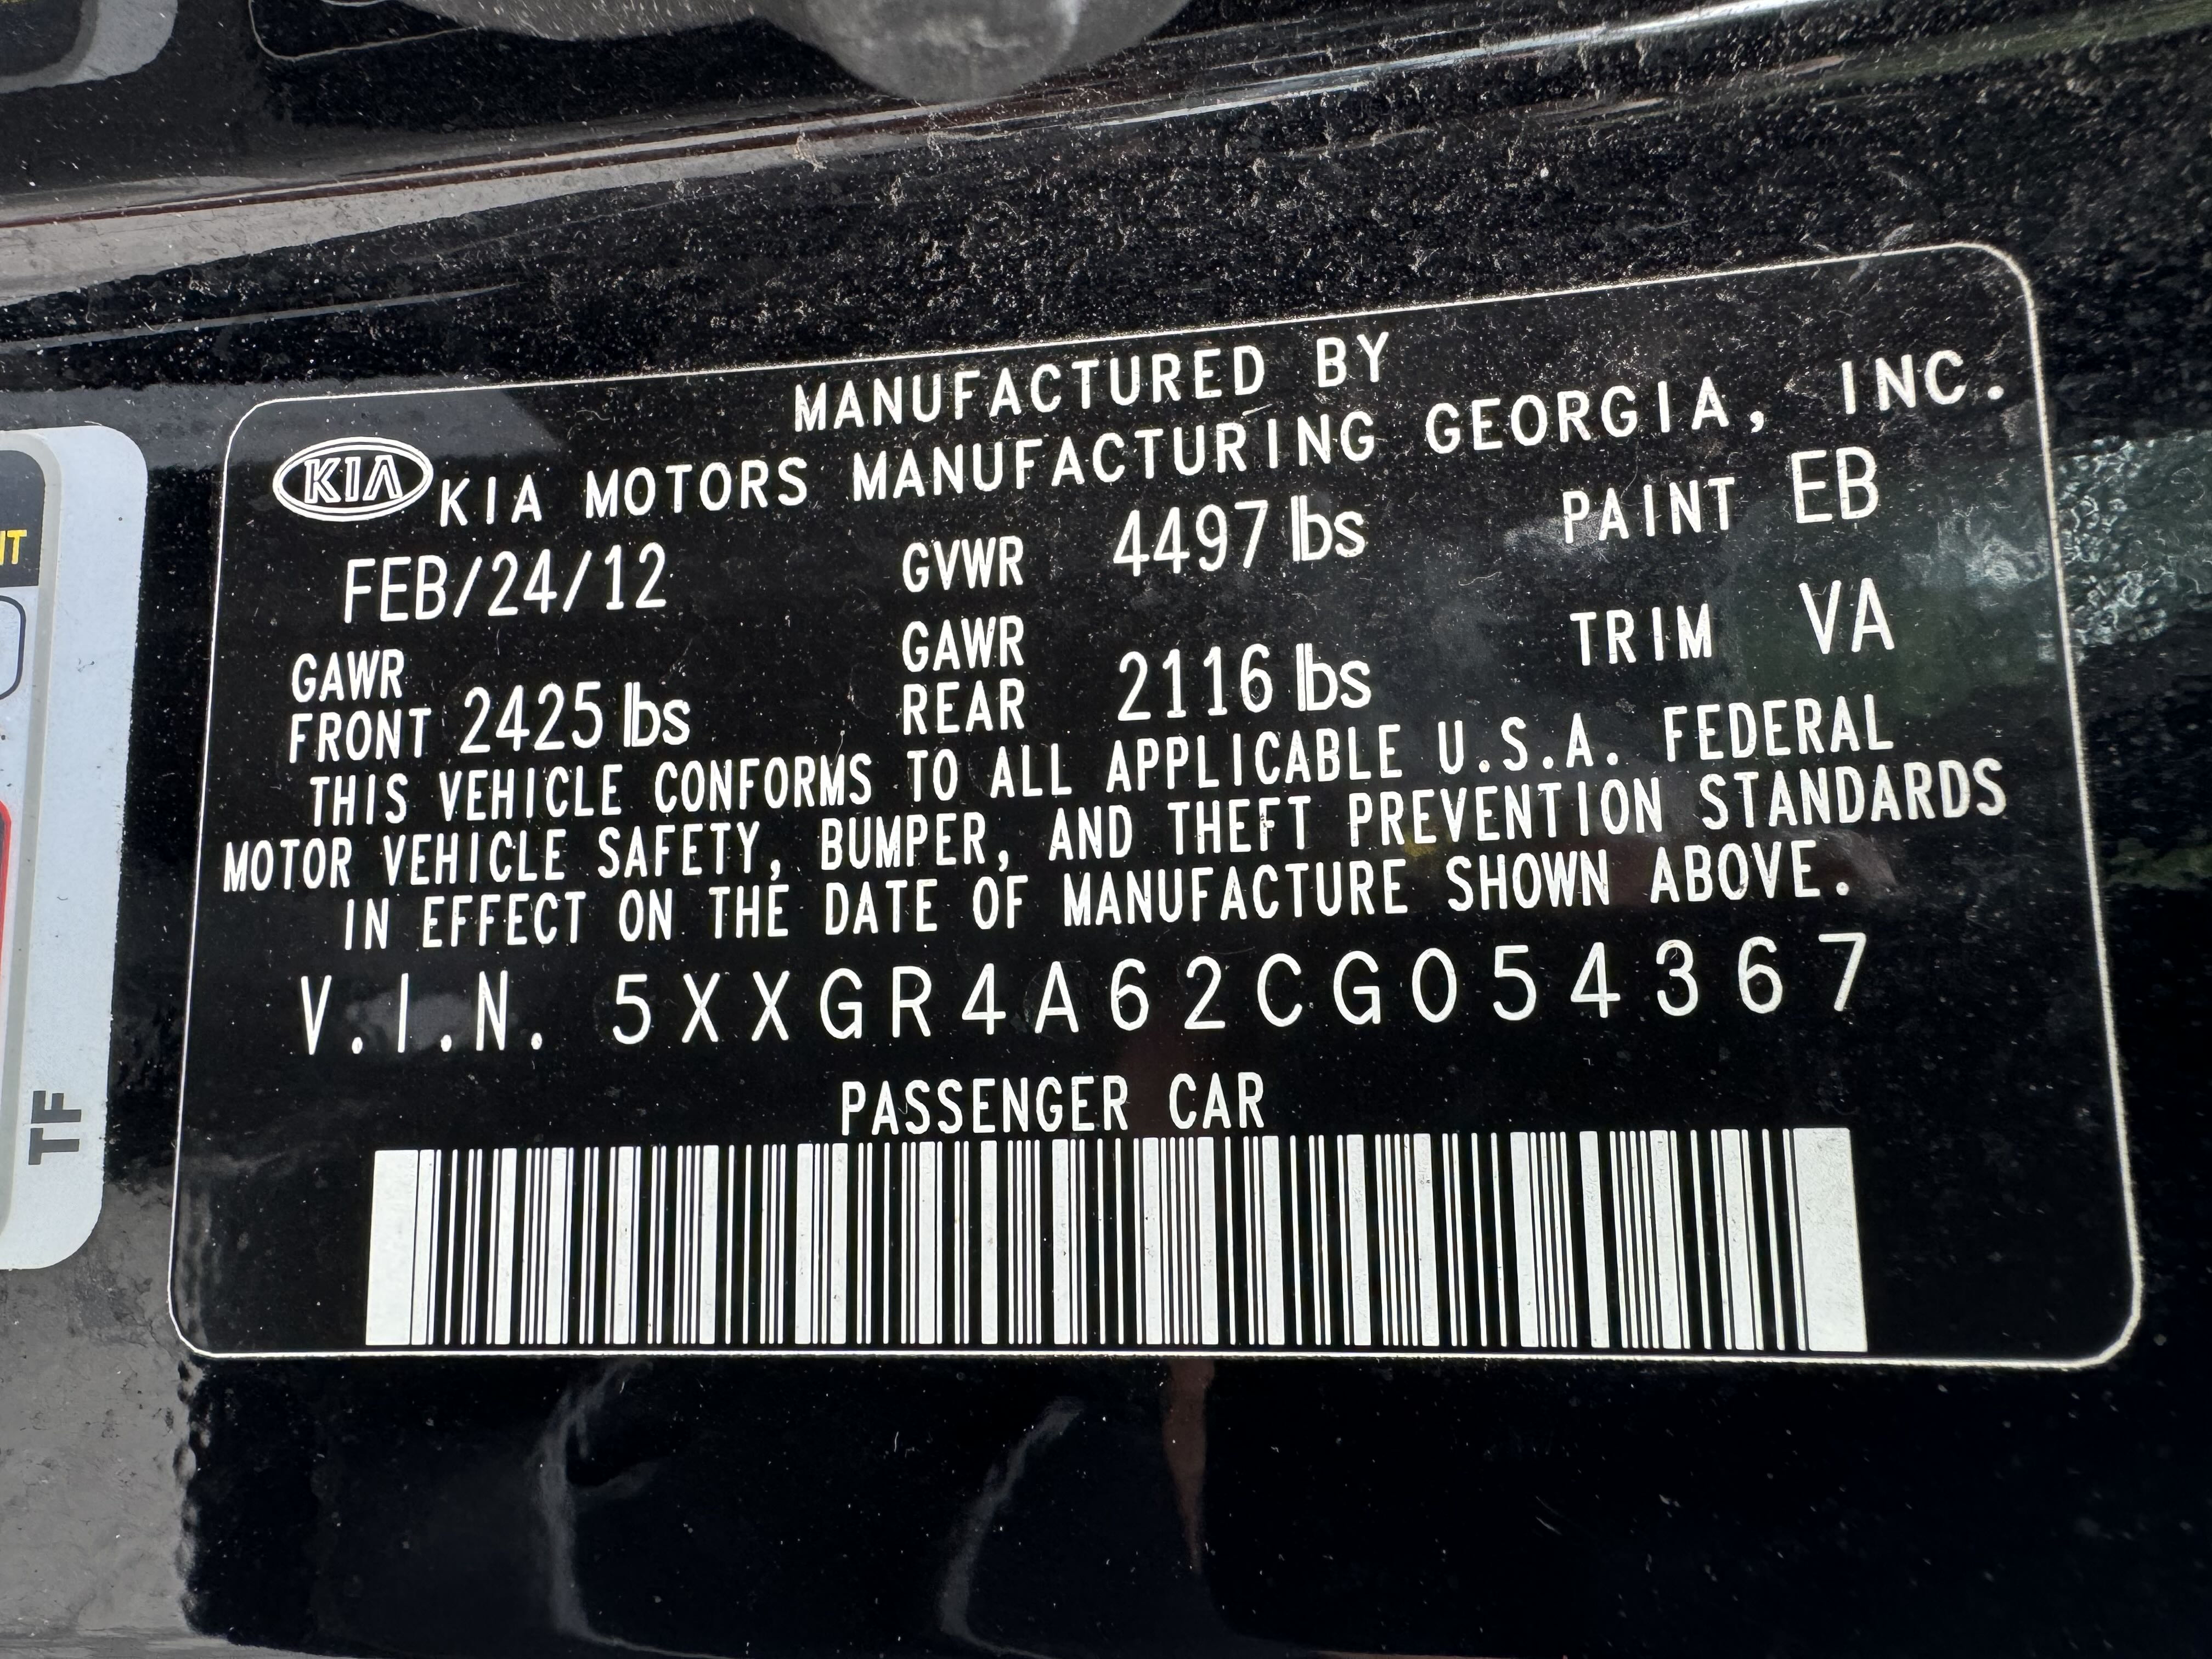 MANUFACTURED BY
KIA KIA MOTORS MANUFACTURING GEORGIA, INC.
FEB/24/12 GVWR 4497 lbs PAINT EB
GAWR FRONT 2425 lbs GAWR REAR 2116 lbs TRIM VA
THIS VEHICLE CONFORMS TO ALL APPLICABLE U.S.A. FEDERAL
MOTOR VEHICLE SAFETY, BUMPER, AND THEFT PREVENTION STANDARDS
IN EFFECT ON THE DATE OF MANUFACTURE SHOWN ABOVE.
V.I.N. 5XXGR4A62CG054367
PASSENGER CAR
TF